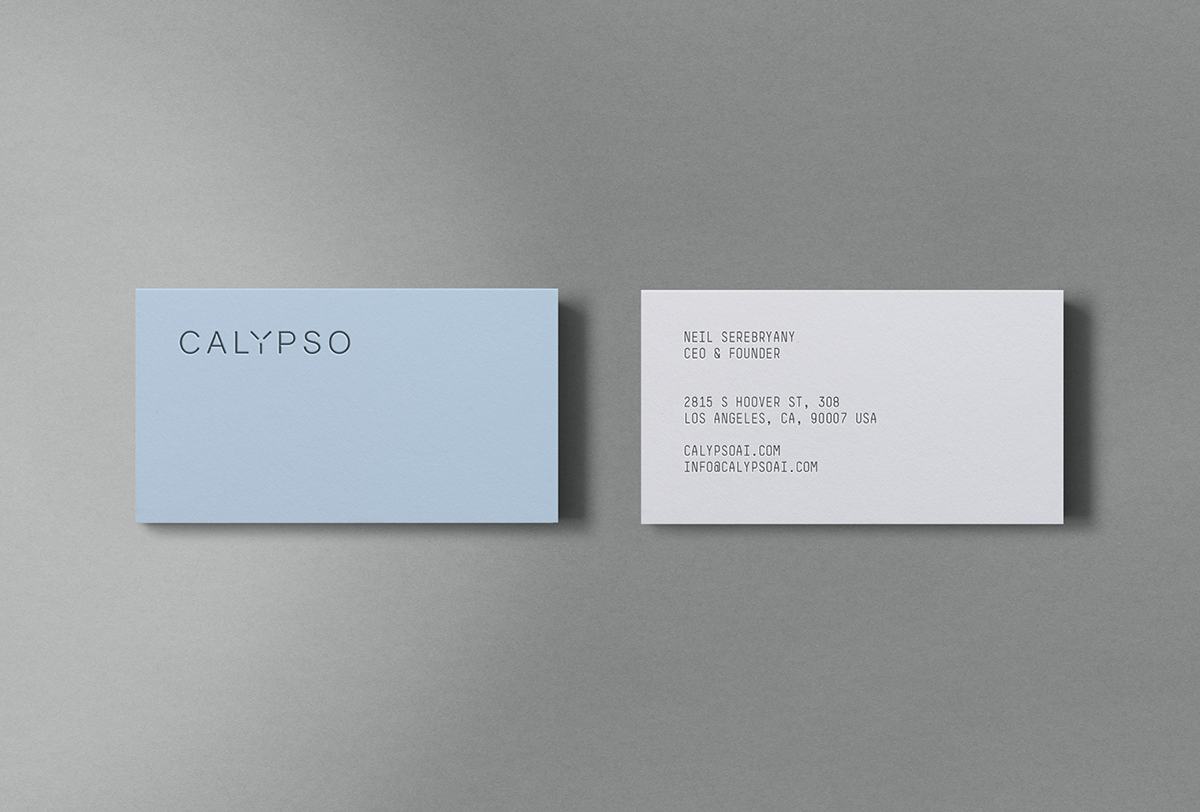 CALYPSO
NEIL SEREBRYANY
CEO & FOUNDER
2815 S HOOVER ST, 308
LOS ANGELES, CA, 90007 USA
CALYPSOAI.COM
INFO@CALYPSOAI.COM